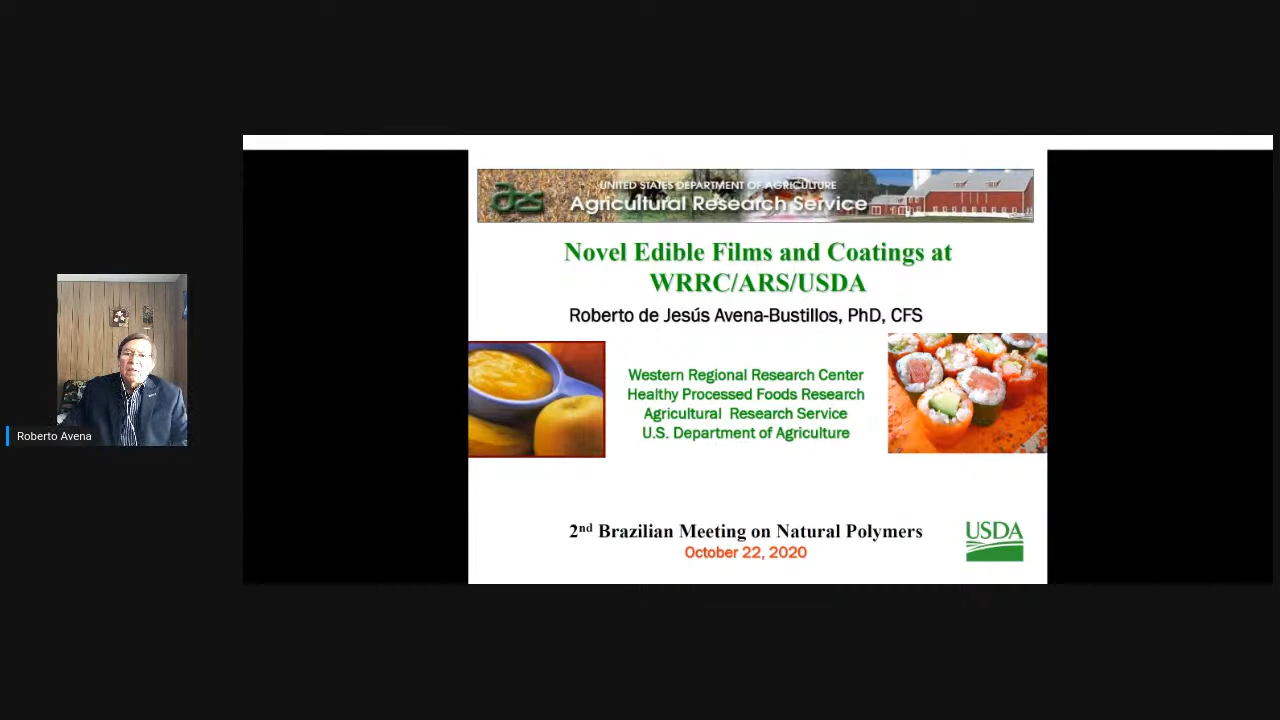 ars
UNITED STATES DEPARTMENT OF AGRICULTURE
Agricultural Research Service
Novel Edible Films and Coatings at
WRRC/ARS/USDA
Roberto de Jesús Avena-Bustillos, PhD, CFS
Western Regional Research Center
Healthy Processed Foods Research
Agricultural Research Service
U.S. Department of Agriculture
Roberto Avena
2nd Brazilian Meeting on Natural Polymers
October 22, 2020
USDA